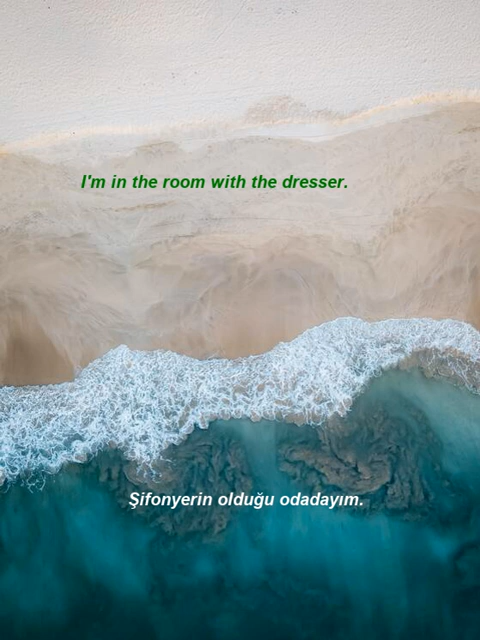 I'm in the room with the dresser.
Şifonyerin olduğu odadayım.